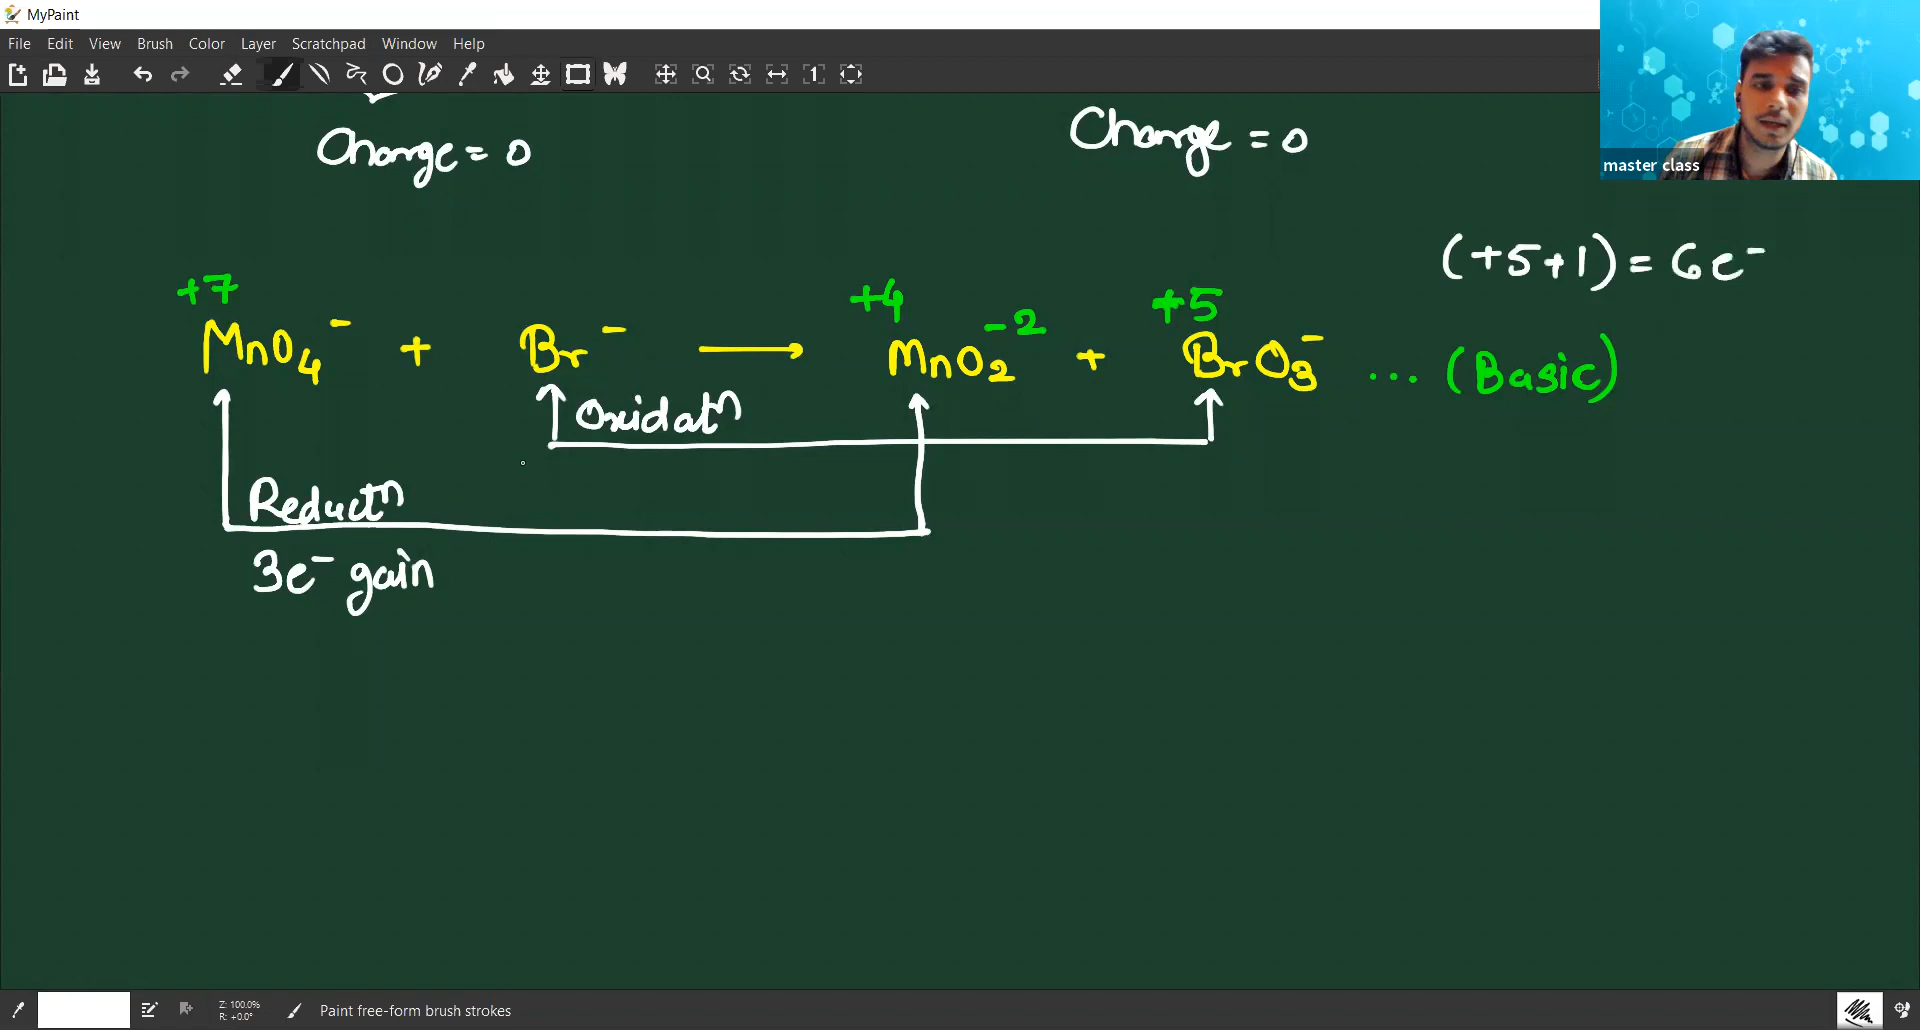 MyPaint
File Edit View Brush Color Layer Scratchpad Window Help
master class
Charge = 0
Charge = 0
(+5+1) = 6e⁻
+7 +4 -2 +5
MnO₄⁻ + Br⁻ → MnO₂ + BrO₃⁻ ... (Basic)
Oxidatⁿ
Reductⁿ
3e⁻ gain
Z: 100.0%
R: +0.0°
Paint free-form brush strokes